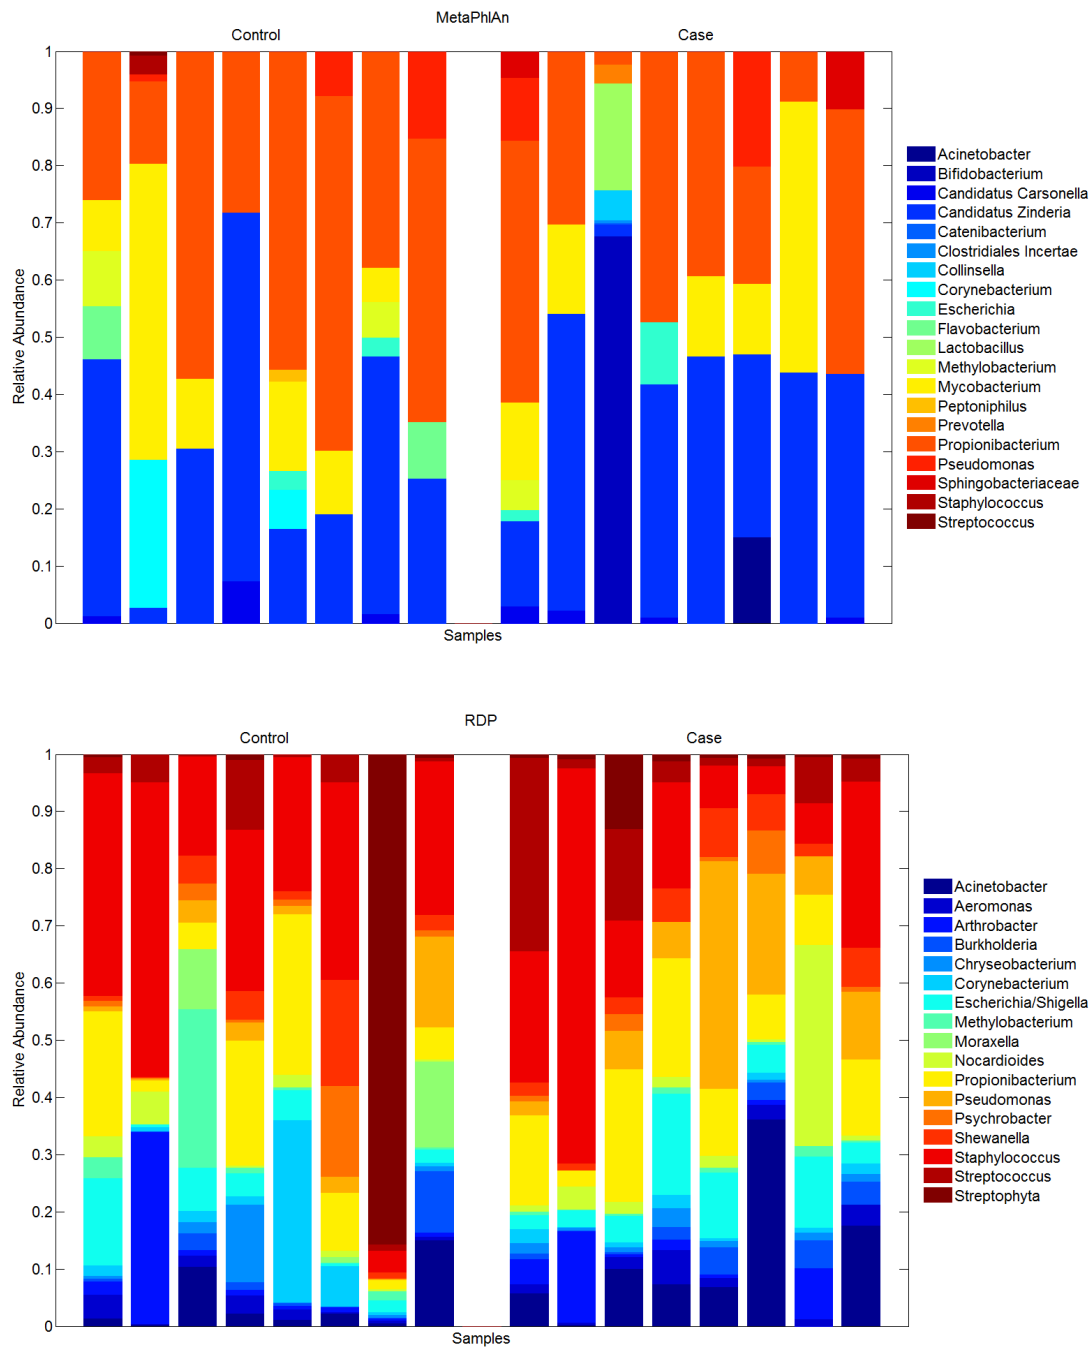 MetaPhlAn
Control
Case
1
0.9
0.8
0.7
0.6
0.5
0.4
0.3
0.2
0.1
0
Relative Abundance
Samples
Acinetobacter
Bifidobacterium
Candidatus Carsonella
Candidatus Zinderia
Catenibacterium
Clostridiales Incertae
Collinsella
Corynebacterium
Escherichia
Flavobacterium
Lactobacillus
Methylobacterium
Mycobacterium
Peptoniphilus
Prevotella
Propionibacterium
Pseudomonas
Sphingobacteriaceae
Staphylococcus
Streptococcus
RDP
Control
Case
1
0.9
0.8
0.7
0.6
0.5
0.4
0.3
0.2
0.1
0
Relative Abundance
Samples
Acinetobacter
Aeromonas
Arthrobacter
Burkholderia
Chryseobacterium
Corynebacterium
Escherichia/Shigella
Methylobacterium
Moraxella
Nocardioides
Propionibacterium
Pseudomonas
Psychrobacter
Shewanella
Staphylococcus
Streptococcus
Streptophyta